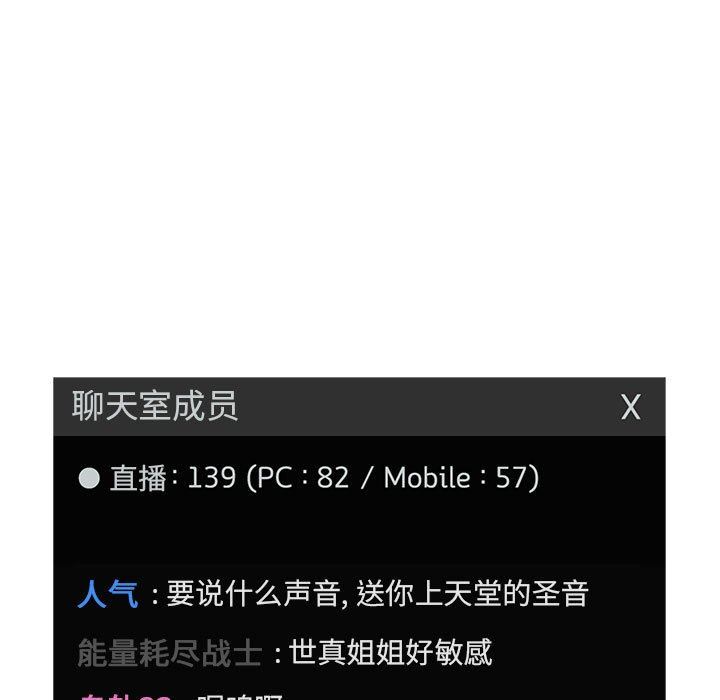 聊天室成员 X
● 直播 : 139 (PC : 82 / Mobile : 57)
人气 : 要说什么声音, 送你上天堂的圣音
能量耗尽战士 : 世真姐姐好敏感